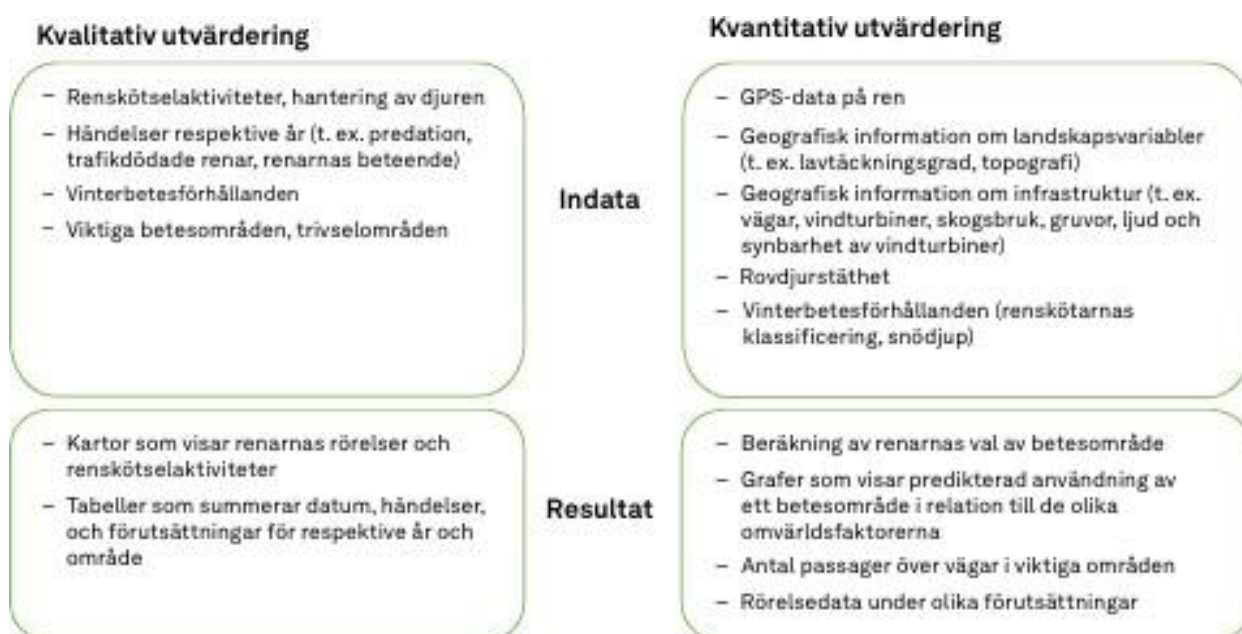 Kvalitativ utvärdering
– Renskötselaktiviteter, hantering av djuren
– Händelser respektive år (t. ex. predation,
trafikdödade renar, renarnas beteende)
– Vinterbetesförhållanden
– Viktiga betesområden, trivselområden
Indata
Kvantitativ utvärdering
– GPS-data på ren
– Geografisk information om landskapsvariabler
(t. ex. lavtäckningsgrad, topografi)
– Geografisk information om infrastruktur (t. ex.
vägar, vindturbiner, skogsbruk, gruvor, ljud och
synbarhet av vindturbiner)
– Rovdjurstäthet
– Vinterbetesförhållanden (renskötarnas
klassificering, snödjup)
– Kartor som visar renarnas rörelser och
renskötselaktiviteter
– Tabeller som summerar datum, händelser,
och förutsättningar för respektive år och
område
Resultat
– Beräkning av renarnas val av betesområde
– Grafer som visar predikterad användning av
ett betesområde i relation till de olika
omvärldsfaktorerna
– Antal passager över vägar i viktiga områden
– Rörelsedata under olika förutsättningar